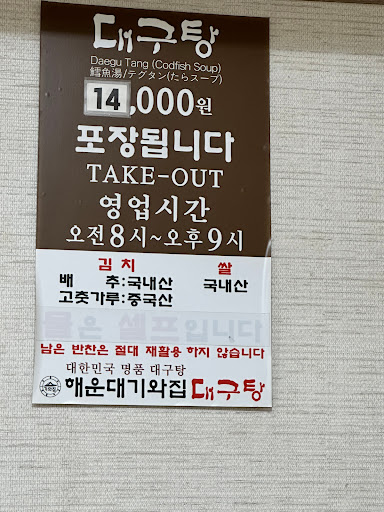 대구탕
Daegu Tang (Codfish Soup)
鱈魚湯/テグタン(たらスープ)
14,000원
포장됩니다
TAKE-OUT
영업시간
오전8시~오후9시
김치 쌀
배 추:국내산 국내산
고춧가루:중국산
물은 셀프입니다
남은 반찬은 절대 재활용 하지 않습니다
대한민국 명품 대구탕
해운대기와집대구탕